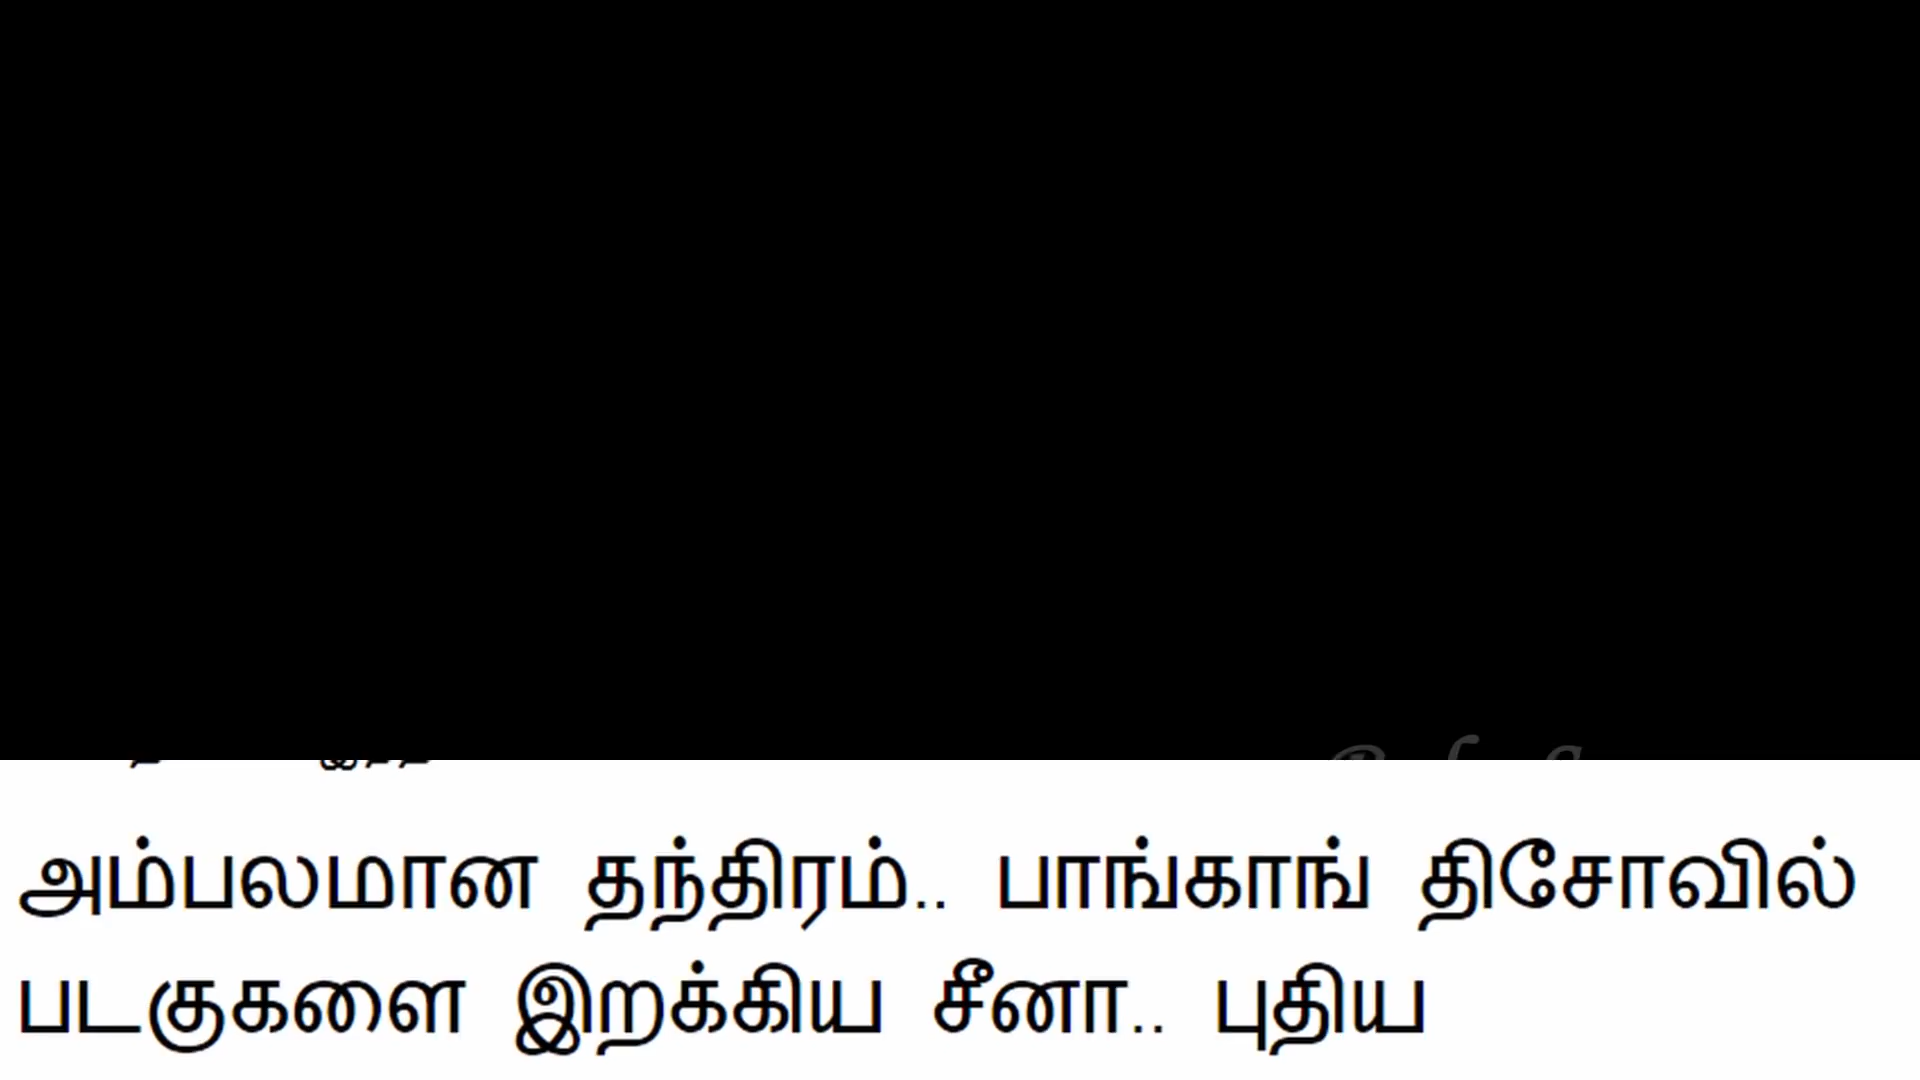 அம்பலமான தந்திரம்.. பாங்காங் திசோவில்
படகுகளை இறக்கிய சீனா.. புதிய